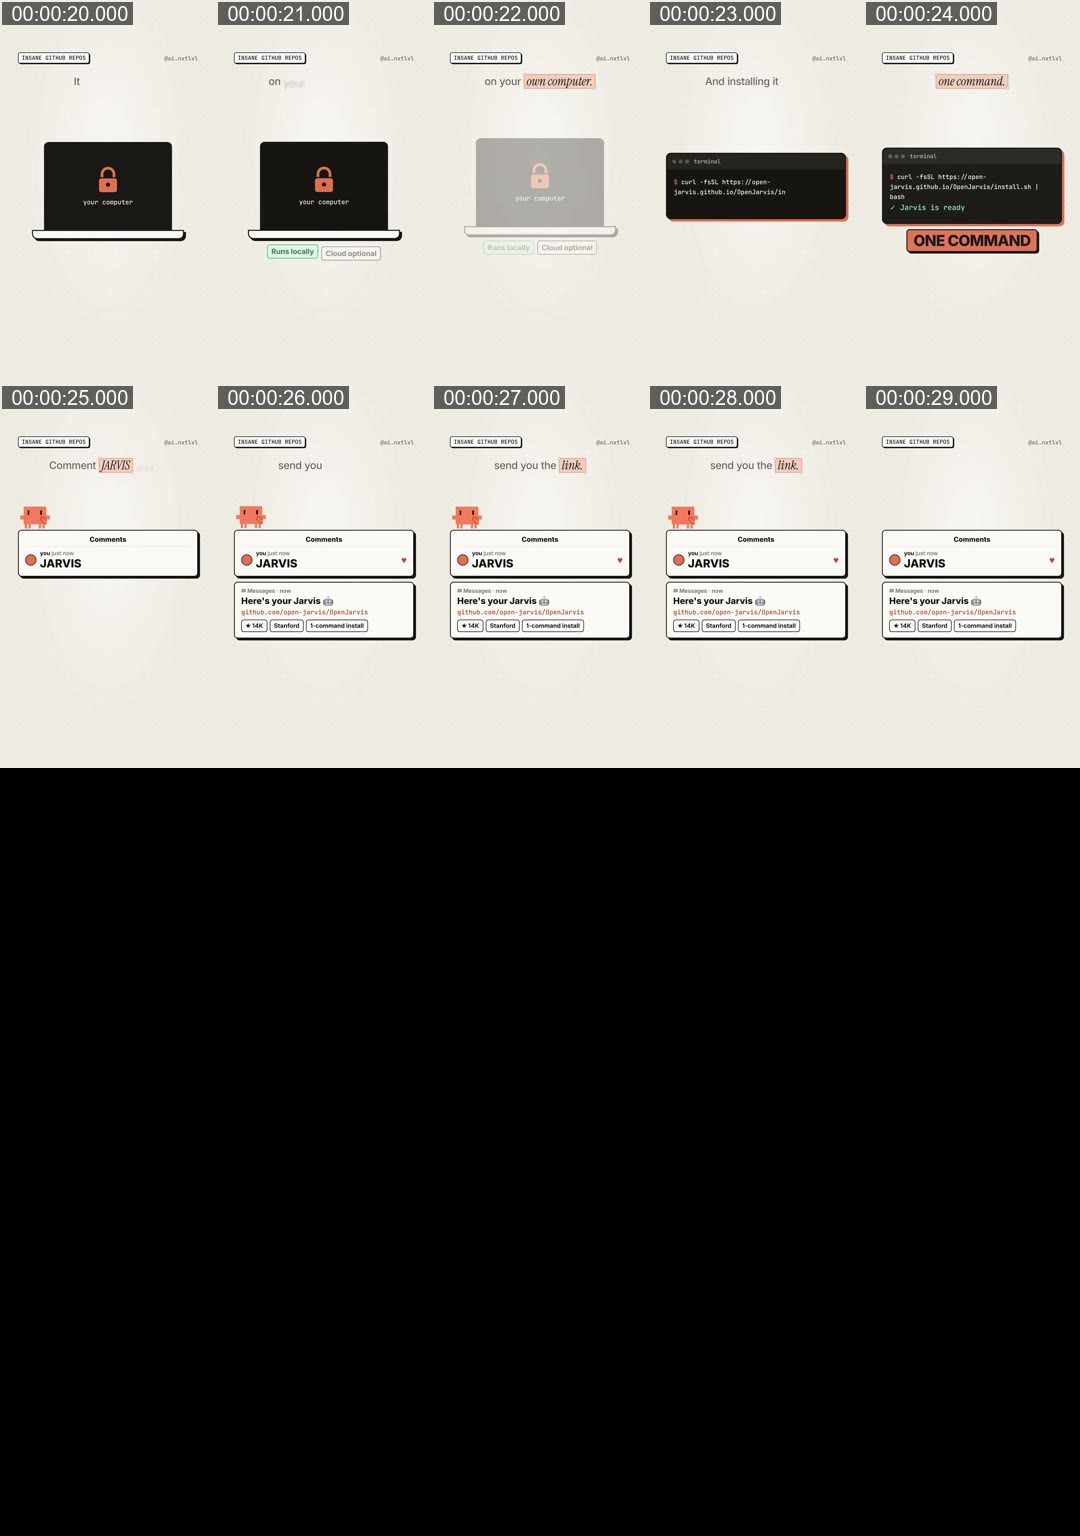 00:00:20.000
INSANE GITHUB REPOS
@ai.nxtlvl
It
your computer
00:00:21.000
INSANE GITHUB REPOS
@ai.nxtlvl
on your
your computer
Runs locally
Cloud optional
00:00:22.000
INSANE GITHUB REPOS
@ai.nxtlvl
on your own computer.
your computer
Runs locally
Cloud optional
00:00:23.000
INSANE GITHUB REPOS
@ai.nxtlvl
And installing it
terminal
$ curl -fsSL https://open-
jarvis.github.io/OpenJarvis/in
00:00:24.000
INSANE GITHUB REPOS
@ai.nxtlvl
one command.
terminal
$ curl -fsSL https://open-
jarvis.github.io/OpenJarvis/install.sh |
bash
✓ Jarvis is ready
ONE COMMAND
00:00:25.000
INSANE GITHUB REPOS
@ai.nxtlvl
Comment JARVIS
Comments
you just now
JARVIS
00:00:26.000
INSANE GITHUB REPOS
@ai.nxtlvl
send you
Comments
you just now
JARVIS ♥
✉ Messages · now
Here's your Jarvis 🤖
github.com/open-jarvis/OpenJarvis
★ 14K Stanford 1-command install
00:00:27.000
INSANE GITHUB REPOS
@ai.nxtlvl
send you the link.
Comments
you just now
JARVIS ♥
✉ Messages · now
Here's your Jarvis 🤖
github.com/open-jarvis/OpenJarvis
★ 14K Stanford 1-command install
00:00:28.000
INSANE GITHUB REPOS
@ai.nxtlvl
send you the link.
Comments
you just now
JARVIS ♥
✉ Messages · now
Here's your Jarvis 🤖
github.com/open-jarvis/OpenJarvis
★ 14K Stanford 1-command install
00:00:29.000
INSANE GITHUB REPOS
@ai.nxtlvl
Comments
you just now
JARVIS ♥
✉ Messages · now
Here's your Jarvis 🤖
github.com/open-jarvis/OpenJarvis
★ 14K Stanford 1-command install